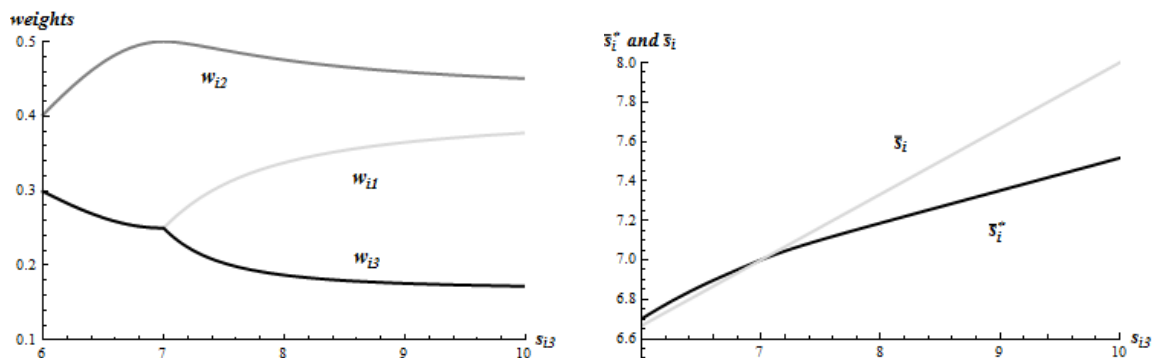 weights
0.5
0.4
0.3
0.2
0.1
w_{i2}
w_{i1}
w_{i3}
6 7 8 9 10
s_{i3}
s̄_i^* and s̄_i
8.0
7.8
7.6
7.4
7.2
7.0
6.8
6.6
s̄_i
s̄_i^*
7 8 9 10
s_{i3}